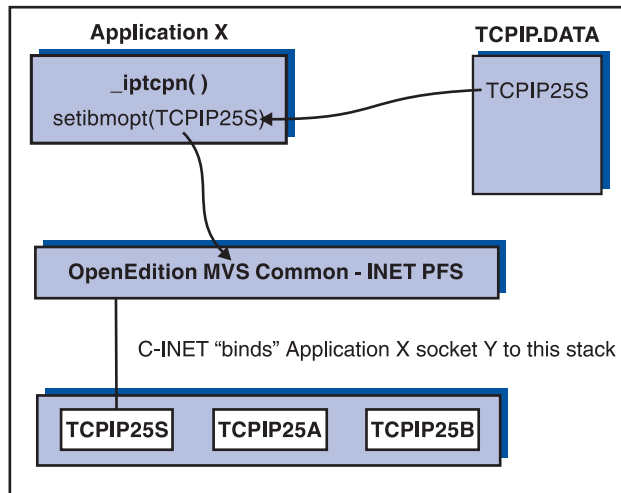 Application X
TCPIP.DATA
_iptcpn( )
setibmopt(TCPIP25S)
TCPIP25S
OpenEdition MVS Common - INET PFS
C-INET “binds” Application X socket Y to this stack
TCPIP25S
TCPIP25A
TCPIP25B